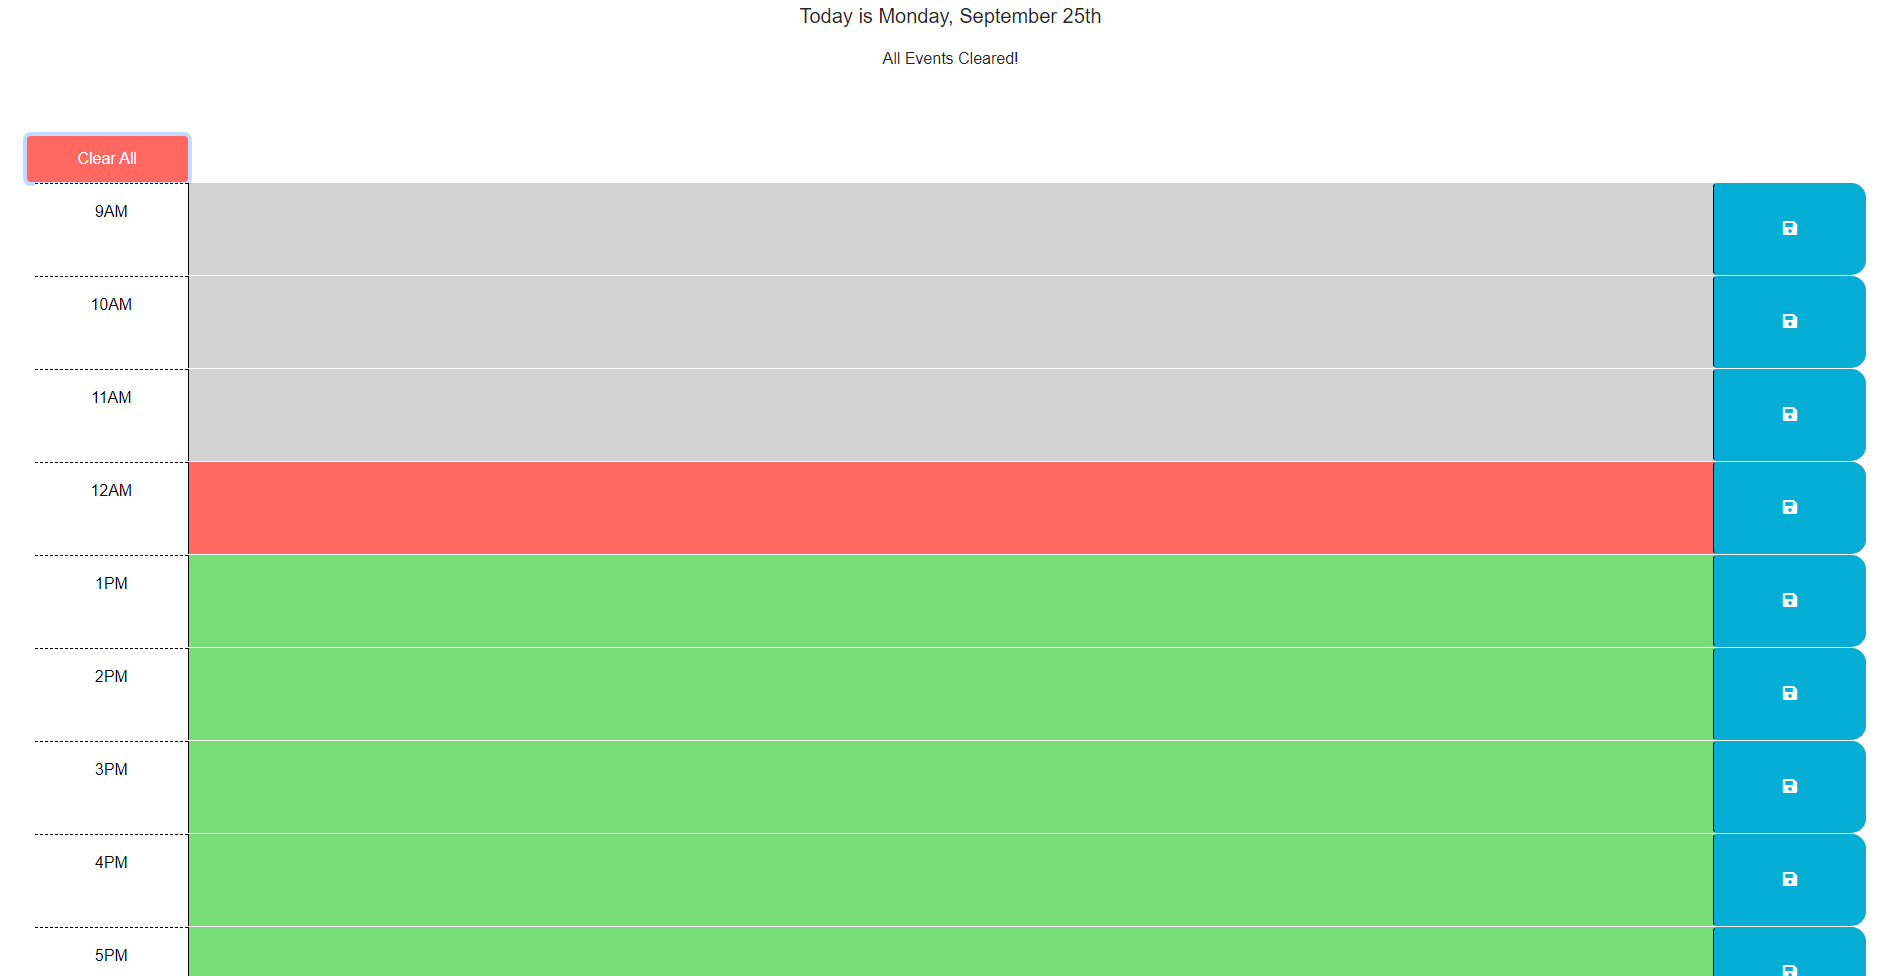 Today is Monday, September 25th
All Events Cleared!
Clear All
9AM
10AM
11AM
12AM
1PM
2PM
3PM
4PM
5PM